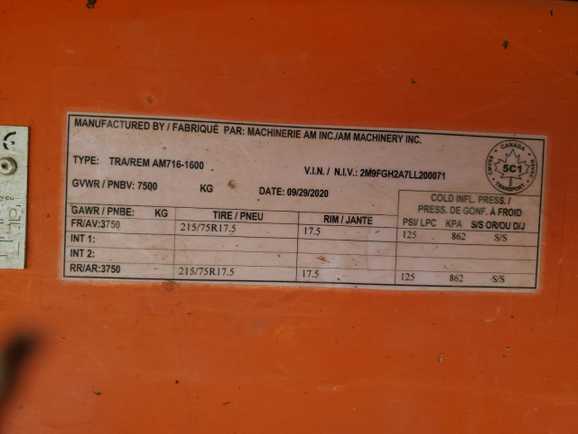 MANUFACTURED BY / FABRIQUÉ PAR: MACHINERIE AM INC./AM MACHINERY INC.
TYPE: TRA/REM AM716-1600 V.I.N. / N.I.V.: 2M9FGH2A7LL200071
GVWR / PNBV: 7500 KG DATE: 09/29/2020
CANADA
5C1
TRANSPORT
COLD INFL. PRESS. /
PRESS. DE GONF. À FROID
GAWR / PNBE: KG TIRE / PNEU RIM / JANTE PSI/ LPC KPA S/S OR/OU D/J
FR/AV:3750 215/75R17.5 17.5 125 862 S/S
INT 1:
INT 2:
RR/AR:3750 215/75R17.5 17.5 125 862 S/S